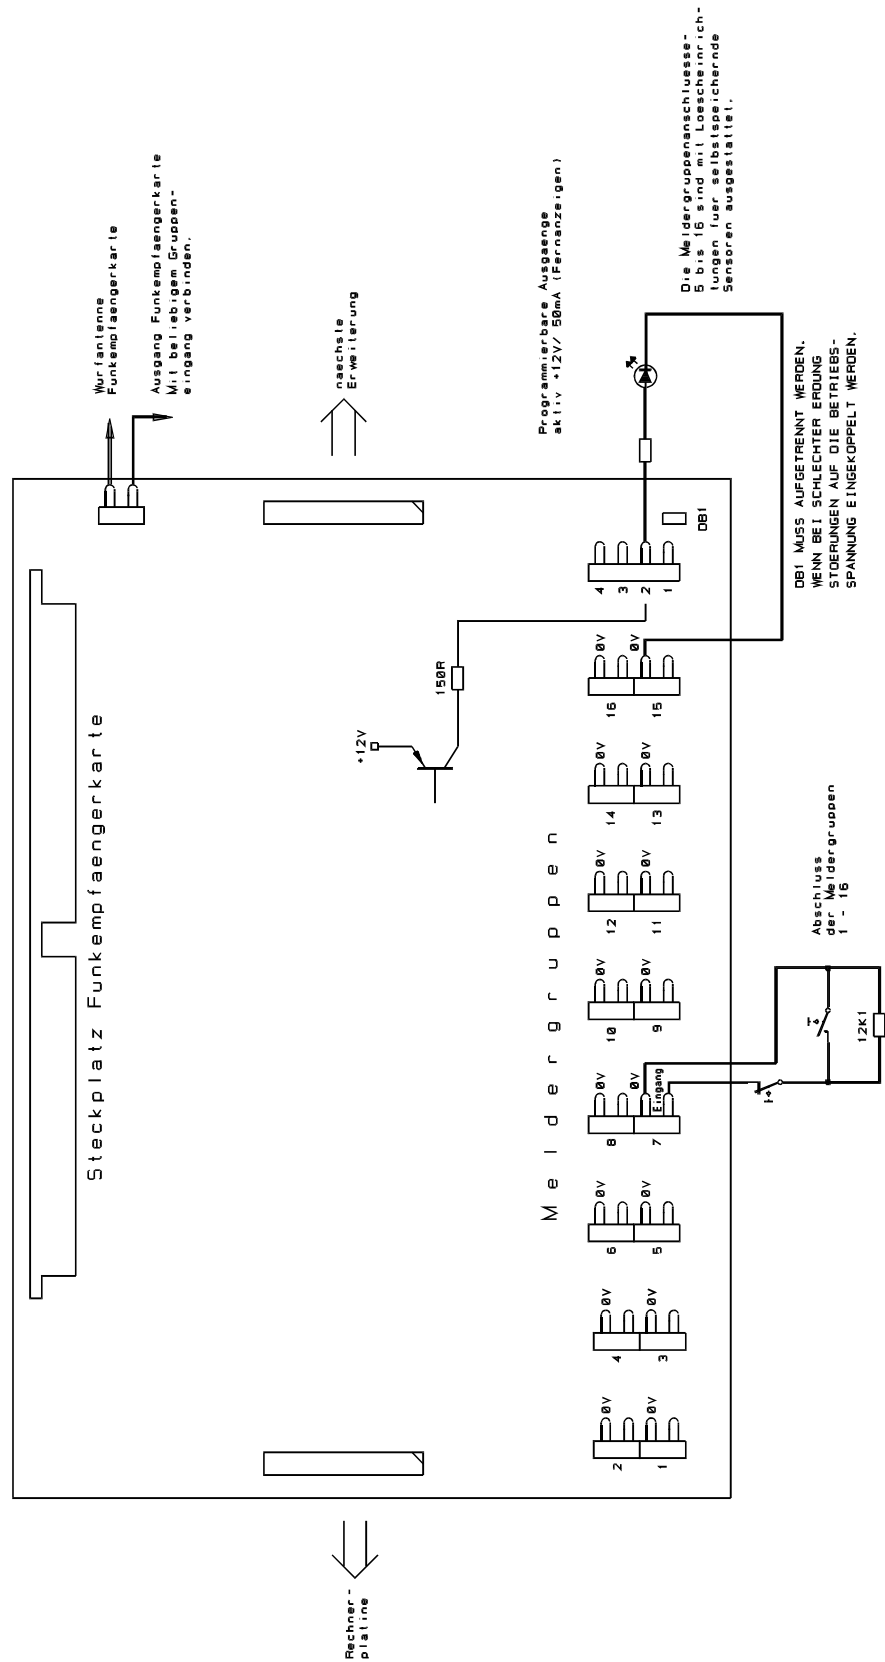 Wurfantenne
Funkempfaengerkarte
Ausgang Funkempfaengerkarte
Mit beliebigem Gruppen-
eingang verbinden.
naechste
Erweiterung
Programmierbare Ausgaenge
aktiv +12V/ 50mA (Fernanzeigen)
Die Meldergruppenanschluesse-
5 bis 16 sind mit Loescheinrich-
tungen fuer selbstspeichernde
Sensoren ausgestattet.
DB1 MUSS AUFGETRENNT WERDEN.
WENN BEI SCHLECHTER ERDUNG
STOERUNGEN AUF DIE BETRIEBS-
SPANNUNG EINGEKOPPELT WERDEN.
DB1
4
3
2
1
150R
+12V
Steckplatz Funkempfaengerkarte
Meldergruppen
0V
0V
16
15
0V
0V
14
13
0V
0V
12
11
0V
0V
10
9
0V
0V
Eingang
8
7
0V
0V
6
5
0V
0V
4
3
0V
0V
2
1
Abschluss
der Meldergruppen
1 - 16
12K1
Rechner-
platine